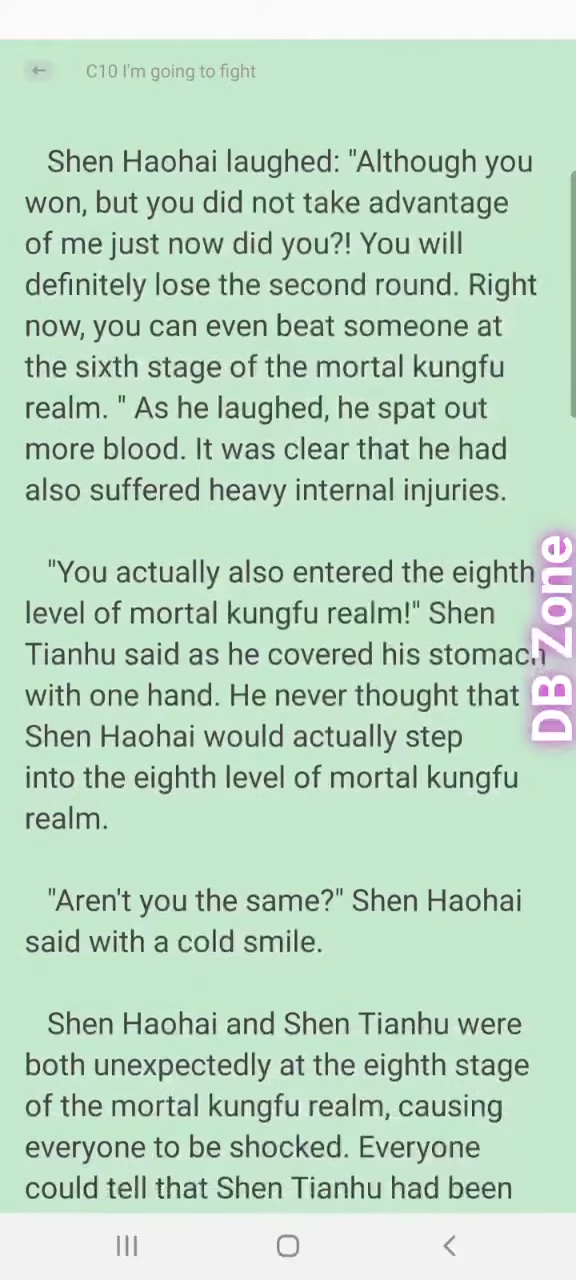 C10 I'm going to fight
Shen Haohai laughed: "Although you
won, but you did not take advantage
of me just now did you?! You will
definitely lose the second round. Right
now, you can even beat someone at
the sixth stage of the mortal kungfu
realm. " As he laughed, he spat out
more blood. It was clear that he had
also suffered heavy internal injuries.
"You actually also entered the eighth
level of mortal kungfu realm!" Shen
Tianhu said as he covered his stomach
with one hand. He never thought that
Shen Haohai would actually step
into the eighth level of mortal kungfu
realm.
"Aren't you the same?" Shen Haohai
said with a cold smile.
Shen Haohai and Shen Tianhu were
both unexpectedly at the eighth stage
of the mortal kungfu realm, causing
everyone to be shocked. Everyone
could tell that Shen Tianhu had been
DB Zone